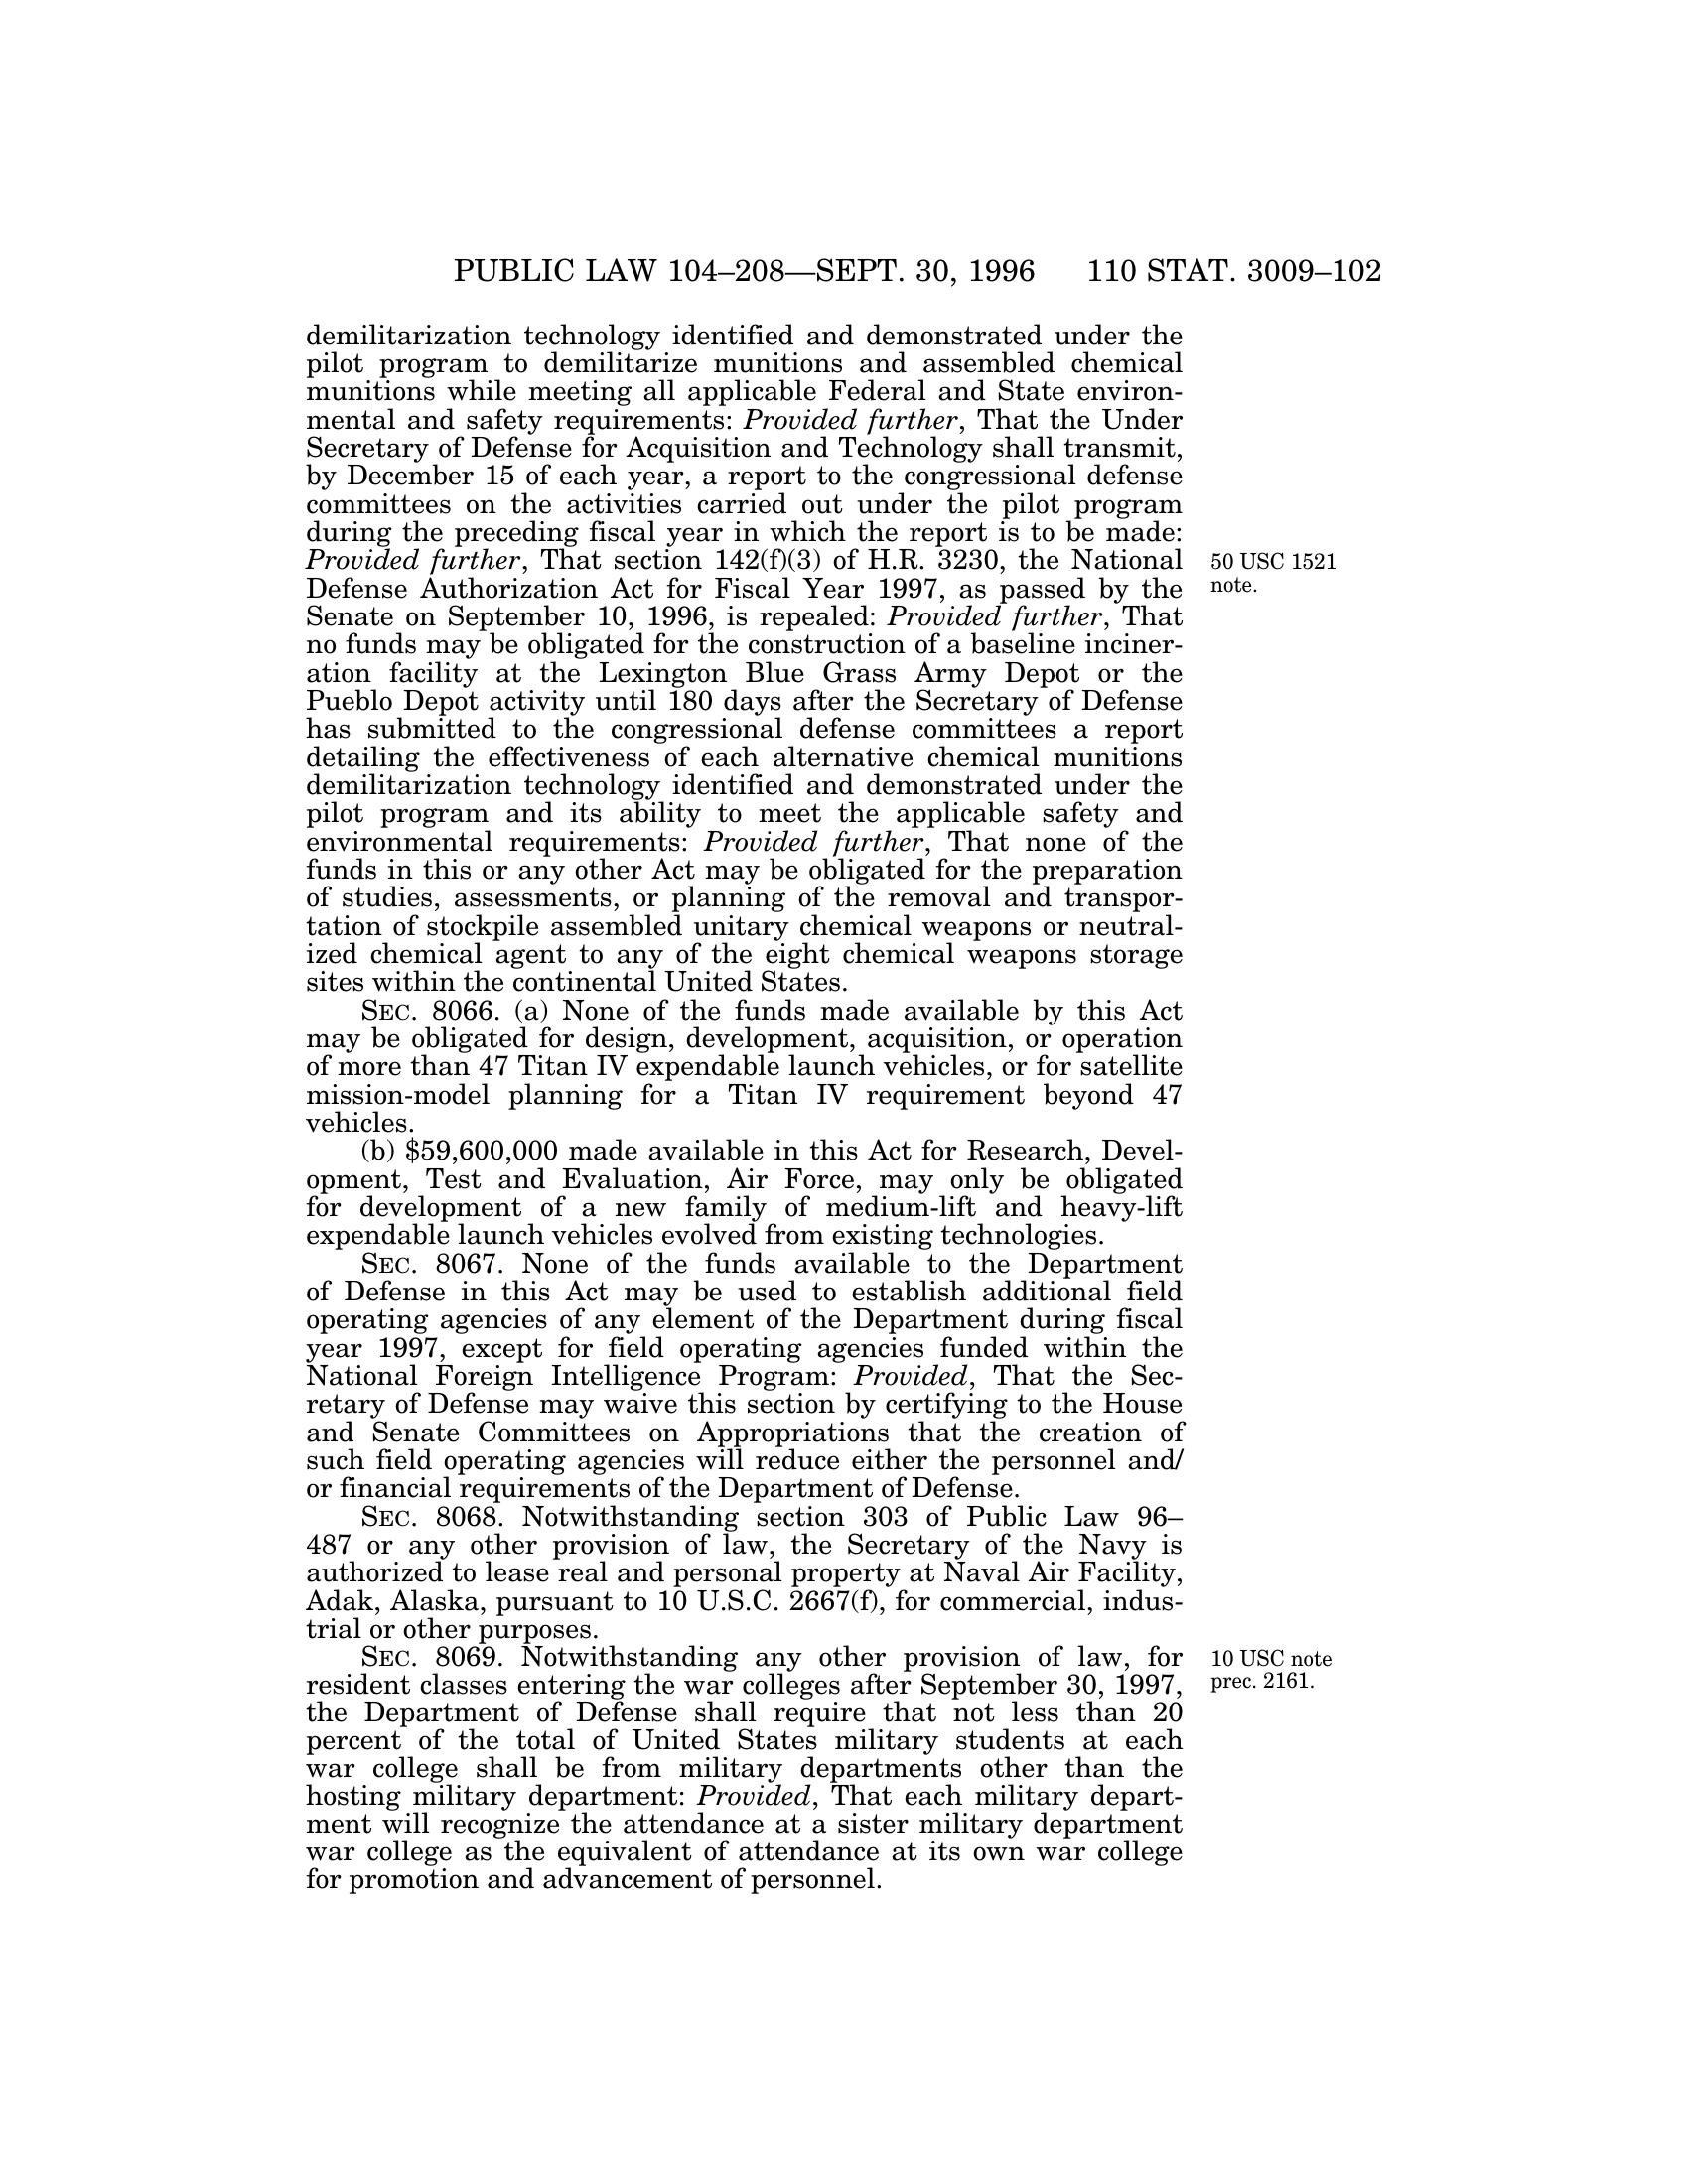 PUBLIC LAW 104–208—SEPT. 30, 1996 110 STAT. 3009–102
demilitarization technology identified and demonstrated under the
pilot program to demilitarize munitions and assembled chemical
munitions while meeting all applicable Federal and State environ-
mental and safety requirements: Provided further, That the Under
Secretary of Defense for Acquisition and Technology shall transmit,
by December 15 of each year, a report to the congressional defense
committees on the activities carried out under the pilot program
during the preceding fiscal year in which the report is to be made:
Provided further, That section 142(f)(3) of H.R. 3230, the National
Defense Authorization Act for Fiscal Year 1997, as passed by the
Senate on September 10, 1996, is repealed: Provided further, That
no funds may be obligated for the construction of a baseline inciner-
ation facility at the Lexington Blue Grass Army Depot or the
Pueblo Depot activity until 180 days after the Secretary of Defense
has submitted to the congressional defense committees a report
detailing the effectiveness of each alternative chemical munitions
demilitarization technology identified and demonstrated under the
pilot program and its ability to meet the applicable safety and
environmental requirements: Provided further, That none of the
funds in this or any other Act may be obligated for the preparation
of studies, assessments, or planning of the removal and transpor-
tation of stockpile assembled unitary chemical weapons or neutral-
ized chemical agent to any of the eight chemical weapons storage
sites within the continental United States.
SEC. 8066. (a) None of the funds made available by this Act
may be obligated for design, development, acquisition, or operation
of more than 47 Titan IV expendable launch vehicles, or for satellite
mission-model planning for a Titan IV requirement beyond 47
vehicles.
(b) $59,600,000 made available in this Act for Research, Devel-
opment, Test and Evaluation, Air Force, may only be obligated
for development of a new family of medium-lift and heavy-lift
expendable launch vehicles evolved from existing technologies.
SEC. 8067. None of the funds available to the Department
of Defense in this Act may be used to establish additional field
operating agencies of any element of the Department during fiscal
year 1997, except for field operating agencies funded within the
National Foreign Intelligence Program: Provided, That the Sec-
retary of Defense may waive this section by certifying to the House
and Senate Committees on Appropriations that the creation of
such field operating agencies will reduce either the personnel and/
or financial requirements of the Department of Defense.
SEC. 8068. Notwithstanding section 303 of Public Law 96–
487 or any other provision of law, the Secretary of the Navy is
authorized to lease real and personal property at Naval Air Facility,
Adak, Alaska, pursuant to 10 U.S.C. 2667(f), for commercial, indus-
trial or other purposes.
SEC. 8069. Notwithstanding any other provision of law, for
resident classes entering the war colleges after September 30, 1997,
the Department of Defense shall require that not less than 20
percent of the total of United States military students at each
war college shall be from military departments other than the
hosting military department: Provided, That each military depart-
ment will recognize the attendance at a sister military department
war college as the equivalent of attendance at its own war college
for promotion and advancement of personnel.
50 USC 1521
note.
10 USC note
prec. 2161.